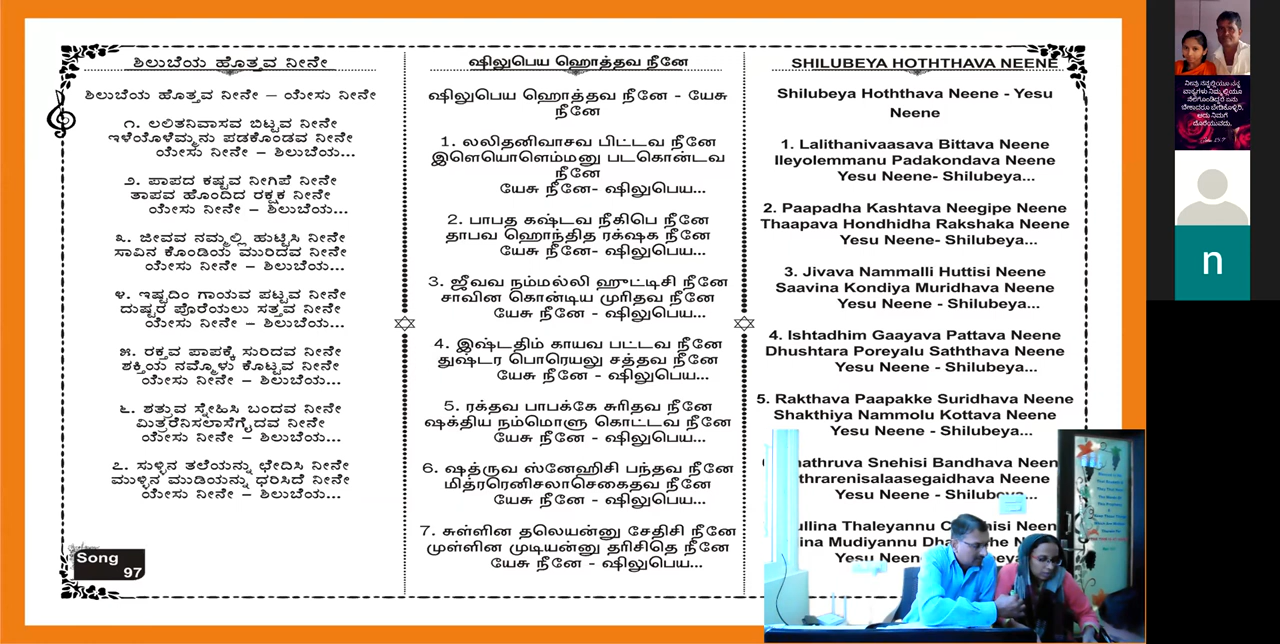 ಶಿಲುಬೆಯ ಹೊತ್ತವ ನೀನೇ
ಶಿಲುಬೆಯ ಹೊತ್ತವ ನೀನೇ – ಯೇಸು ನೀನೇ
೧. ಲಲಿತನಿವಾಸವ ಬಿಟ್ಟವ ನೀನೇ
ಇಳೆಯೊಳೆಮ್ಮನು ಪಡಕೊಂಡವ ನೀನೇ
ಯೇಸು ನೀನೇ – ಶಿಲುಬೆಯ...
೨. ಪಾಪದ ಕಷ್ಟವ ನೀಗಿಪೆ ನೀನೇ
ತಾಪವ ಹೊಂದಿದ ರಕ್ಷಕ ನೀನೇ
ಯೇಸು ನೀನೇ – ಶಿಲುಬೆಯ...
೩. ಜೀವವ ನಮ್ಮಲ್ಲಿ ಹುಟ್ಟಿಸಿ ನೀನೇ
ಸಾವಿನ ಕೊಂಡಿಯ ಮುರಿದವ ನೀನೇ
ಯೇಸು ನೀನೇ – ಶಿಲುಬೆಯ...
೪. ಇಷ್ಟದಿಂ ಗಾಯವ ಪಟ್ಟವ ನೀನೇ
ದುಷ್ಟರ ಪೊರೆಯಲು ಸತ್ತವ ನೀನೇ
ಯೇಸು ನೀನೇ – ಶಿಲುಬೆಯ...
೫. ರಕ್ತವ ಪಾಪಕ್ಕೆ ಸುರಿದವ ನೀನೇ
ಶಕ್ತಿಯ ನಮ್ಮೊಳು ಕೊಟ್ಟವ ನೀನೇ
ಯೇಸು ನೀನೇ – ಶಿಲುಬೆಯ...
೬. ಶತ್ರುವ ಸ್ನೇಹಿಸಿ ಬಂದವ ನೀನೇ
ಮಿತ್ರರೆನಿಸಲಾಸೆಗೈದವ ನೀನೇ
ಯೇಸು ನೀನೇ – ಶಿಲುಬೆಯ...
೭. ಸುಳ್ಳಿನ ತಲೆಯನ್ನು ಛೇದಿಸಿ ನೀನೇ
ಮುಳ್ಳಿನ ಮುಡಿಯನ್ನು ಧರಿಸಿದೆ ನೀನೇ
ಯೇಸು ನೀನೇ – ಶಿಲುಬೆಯ...
Song
97
ஷிலுபெய ஹொத்தவ நீனே
ஷிலுபெய ஹொத்தவ நீனே - யேசு
நீனே
1. லலிதனிவாசவ பிட்டவ நீனே
இளெயொளெம்மனு படகொன்டவ
நீனே
யேசு நீனே- ஷிலுபெய...
2. பாபத கஷ்டவ நீகிபெ நீனே
தாபவ ஹொந்தித ரக்ஷக நீனே
யேசு நீனே- ஷிலுபெய...
3. ஜீவவ நம்மல்லி ஹுட்டிசி நீனே
சாவின கொன்டிய முரிதவ நீனே
யேசு நீனே - ஷிலுபெய...
4. இஷ்டதிம் காயவ பட்டவ நீனே
துஷ்டர பொரெயலு சத்தவ நீனே
யேசு நீனே - ஷிலுபெய...
5. ரக்தவ பாபக்கே சுரிதவ நீனே
ஷக்திய நம்மொளு கொட்டவ நீனே
யேசு நீனே - ஷிலுபெய...
6. ஷத்ருவ ஸ்னேஹிசி பந்தவ நீனே
மித்ரரெனிசலாசெகைதவ நீனே
யேசு நீனே - ஷிலுபெய...
7. சுள்ளின தலெயன்னு சேதிசி நீனே
முள்ளின முடியன்னு தரிசிதெ நீனே
யேசு நீனே - ஷிலுபெய...
SHILUBEYA HOTHTHAVA NEENE
Shilubeya Hoththava Neene - Yesu
Neene
1. Lalithanivaasava Bittava Neene
Ileyolemmanu Padakondava Neene
Yesu Neene- Shilubeya...
2. Paapadha Kashtava Neegipe Neene
Thaapava Hondhidha Rakshaka Neene
Yesu Neene- Shilubeya...
3. Jivava Nammalli Huttisi Neene
Saavina Kondiya Muridhava Neene
Yesu Neene - Shilubeya...
4. Ishtadhim Gaayava Pattava Neene
Dhushtara Poreyalu Saththava Neene
Yesu Neene - Shilubeya...
5. Rakthava Paapakke Suridhava Neene
Shakthiya Nammolu Kottava Neene
Yesu Neene - Shilubeya...
Snehisi Bandhava
Yesu Neene -
Thaleyannu
Mudiyannu
Yesu
n